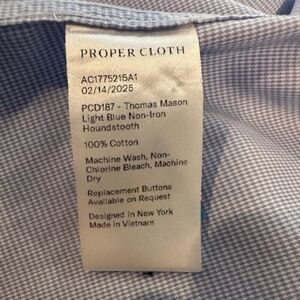 PROPER CLOTH
AC1775215A1
02/14/2025
PCD187 - Thomas Mason
Light Blue Non-Iron
Houndstooth
100% Cotton
Machine Wash, Non-
Chlorine Bleach, Machine
Dry
Replacement Buttons
Available on Request
Designed in New York
Made in Vietnam